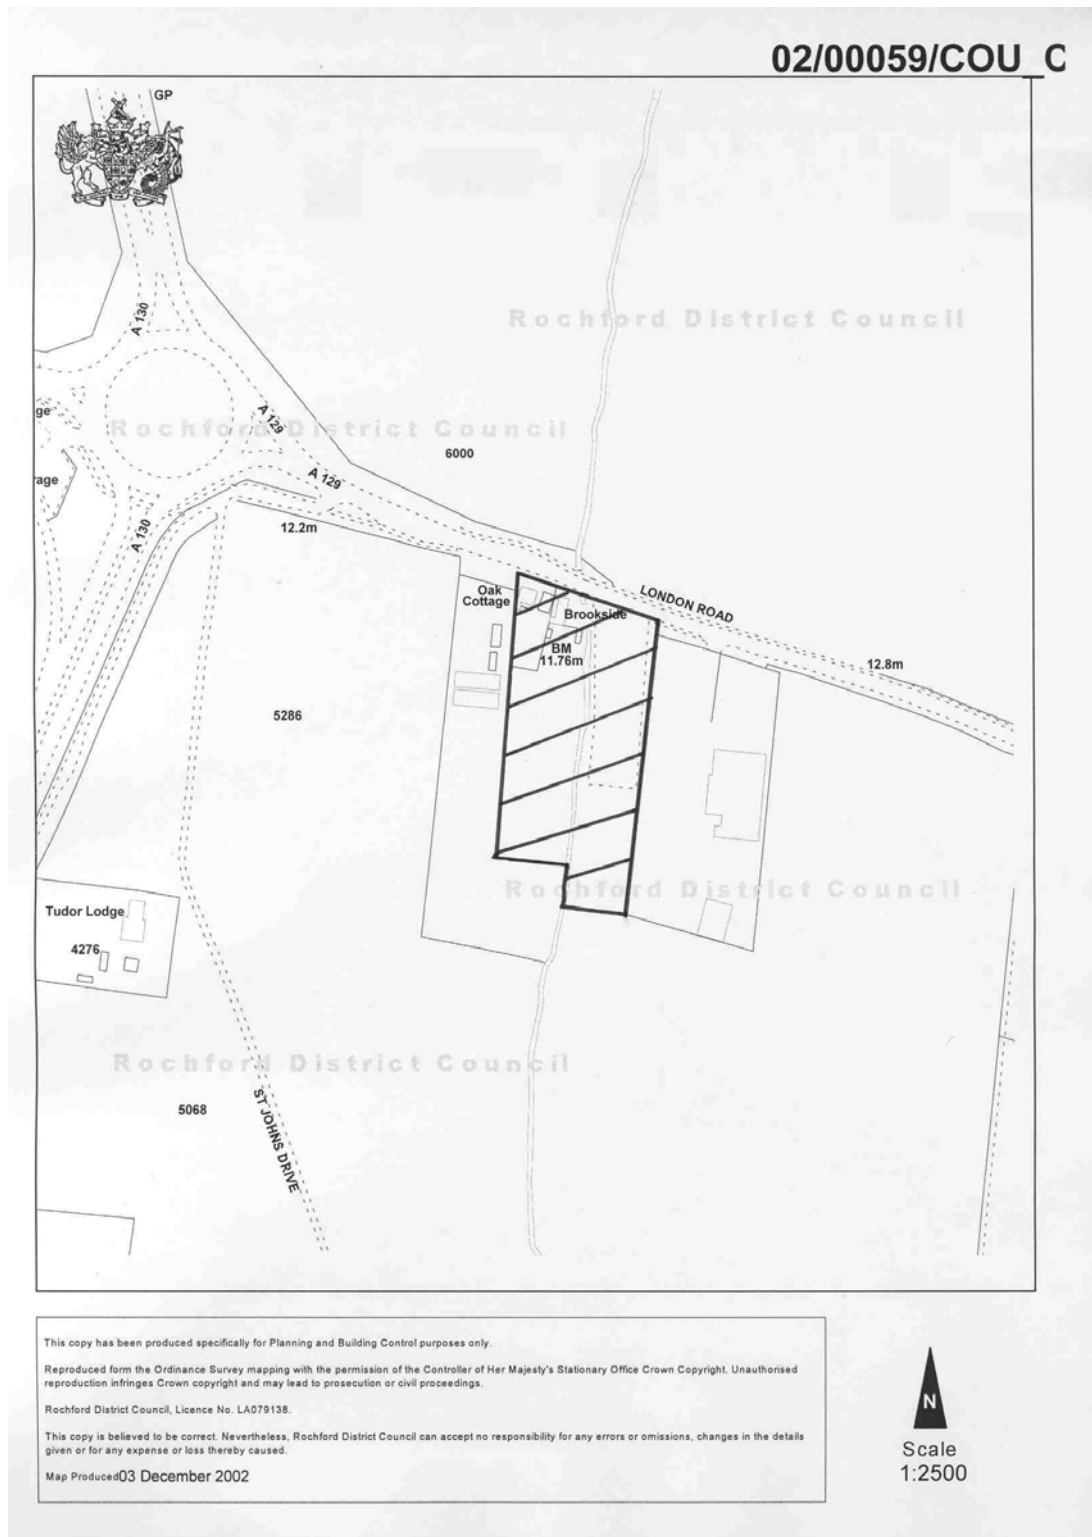 02/00059/COU_C
GP
A 130
Rochford District Council
ge
A 129
Rochford District Council
6000
rage
A 129
A 130
12.2m
Oak
Cottage
LONDON ROAD
Brookside
BM
11.76m
12.8m
5286
Rochford District Council
Tudor Lodge
4276
Rochford District Council
5068
ST JOHNS DRIVE
This copy has been produced specifically for Planning and Building Control purposes only.
Reproduced form the Ordinance Survey mapping with the permission of the Controller of Her Majesty's Stationary Office Crown Copyright. Unauthorised
reproduction infringes Crown copyright and may lead to prosecution or civil proceedings.
Rochford District Council, Licence No. LA079138.
This copy is believed to be correct. Nevertheless, Rochford District Council can accept no responsibility for any errors or omissions, changes in the details
given or for any expense or loss thereby caused.
Map Produced03 December 2002
N
Scale
1:2500